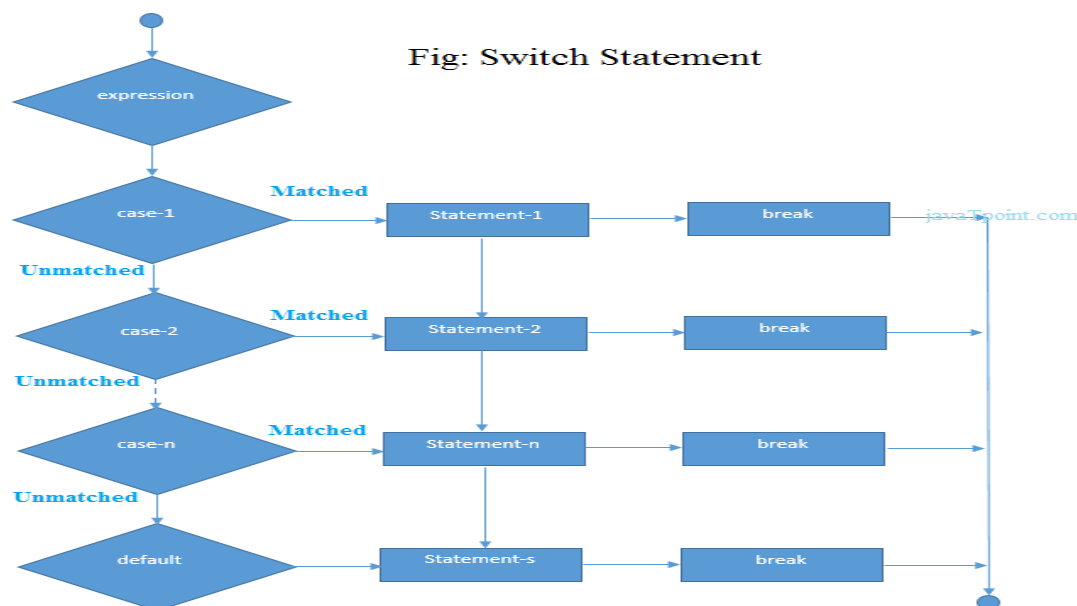 Fig: Switch Statement
expression
case-1
Matched
Statement-1
break
javaTpoint.com
Unmatched
case-2
Matched
Statement-2
break
Unmatched
case-n
Matched
Statement-n
break
Unmatched
default
Statement-s
break